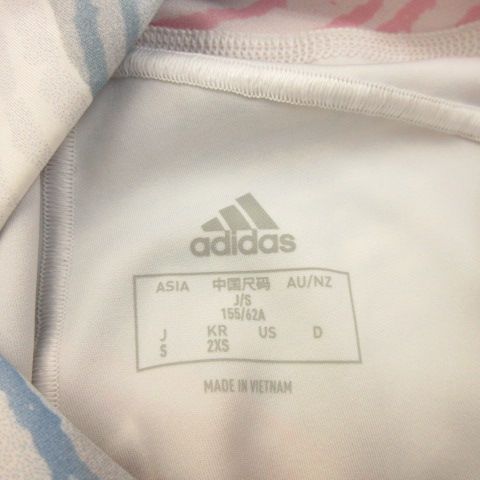 adidas
ASIA 中国尺码 AU/NZ
J/S
155/62A
J KR US D
S 2XS
MADE IN VIETNAM